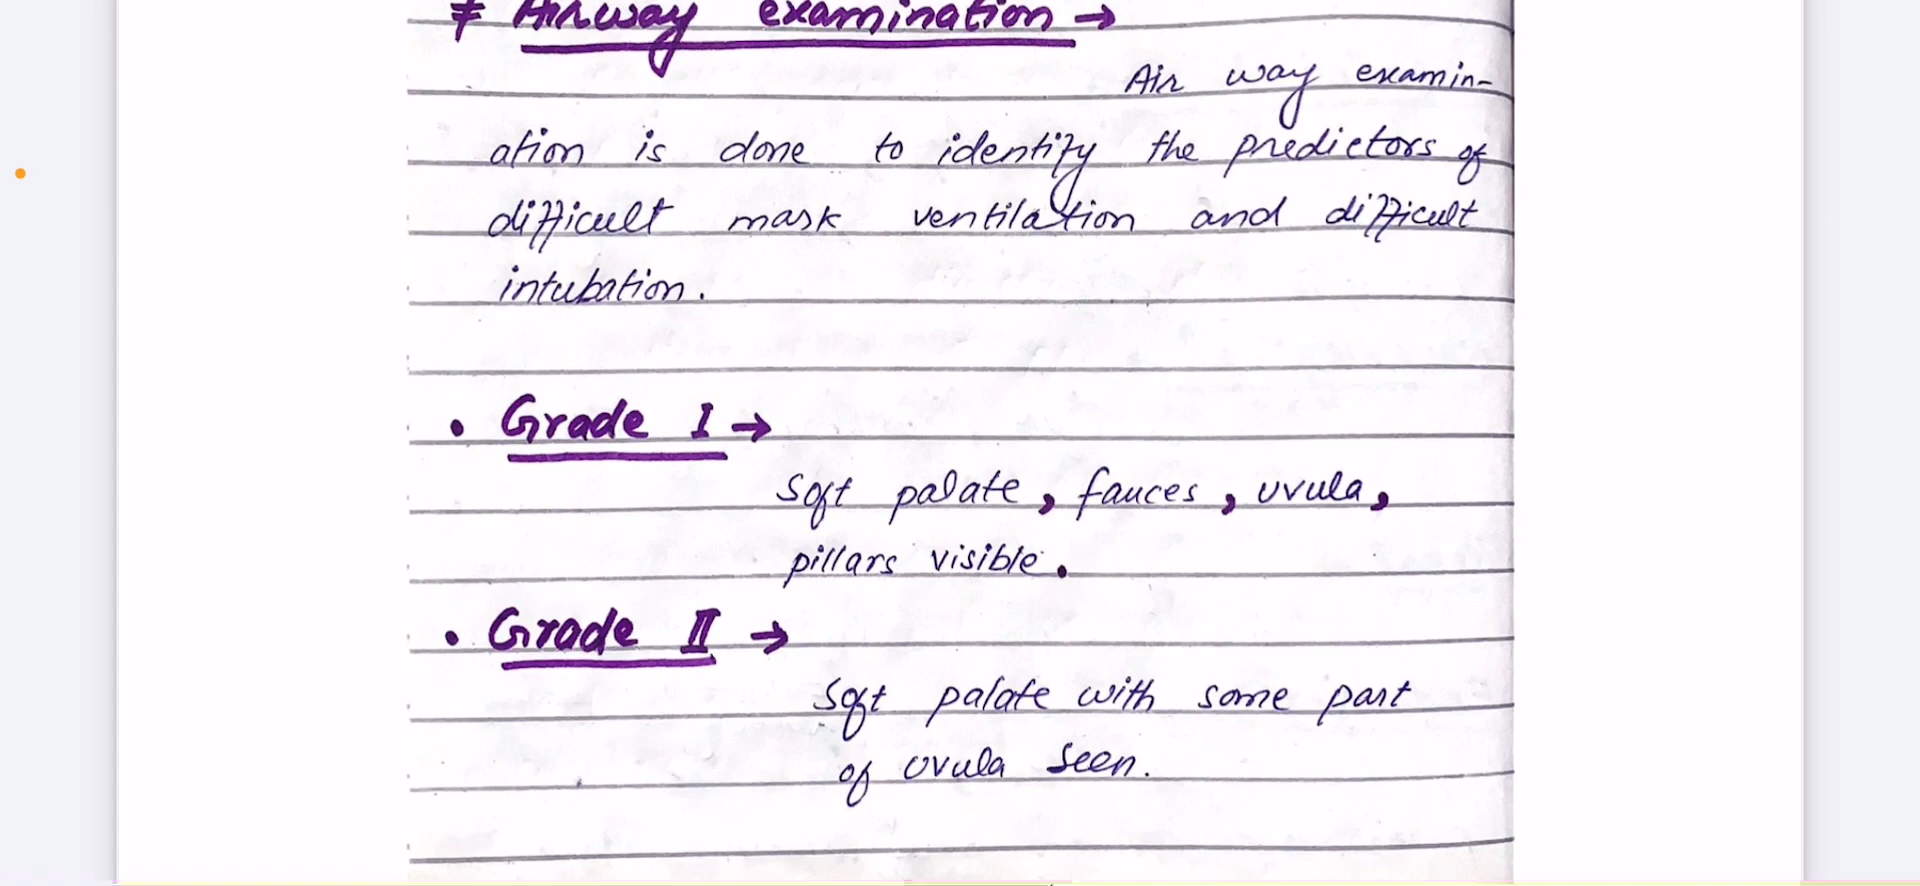 * Airway examination →
Air way examin-
ation is done to identify the predictors of
difficult mask ventilation and difficult
intubation.
• Grade I →
Soft palate, fauces, uvula,
pillars visible.
• Grade II →
Soft palate with some part
of uvula seen.